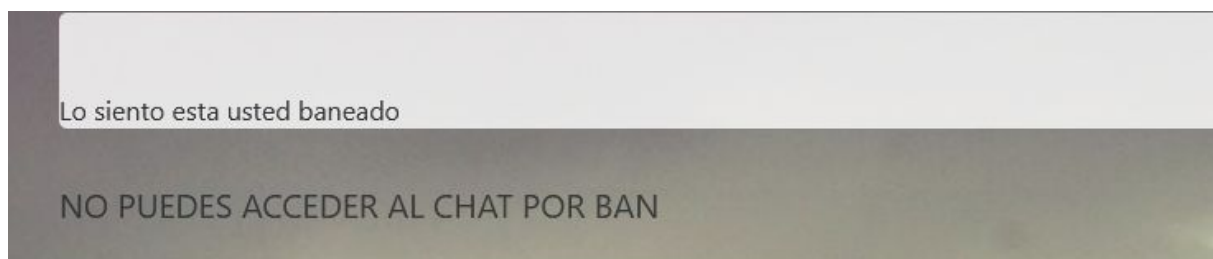 Lo siento esta usted baneado
NO PUEDES ACCEDER AL CHAT POR BAN